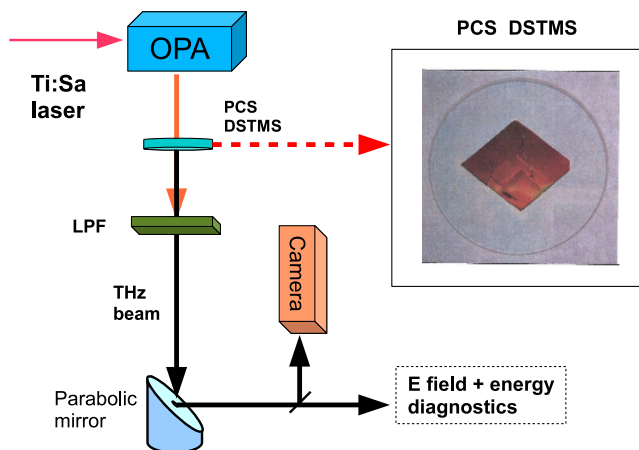 OPA
PCS DSTMS
Ti:Sa
laser
PCS
DSTMS
LPF
Camera
THz
beam
Parabolic
mirror
E field + energy
diagnostics